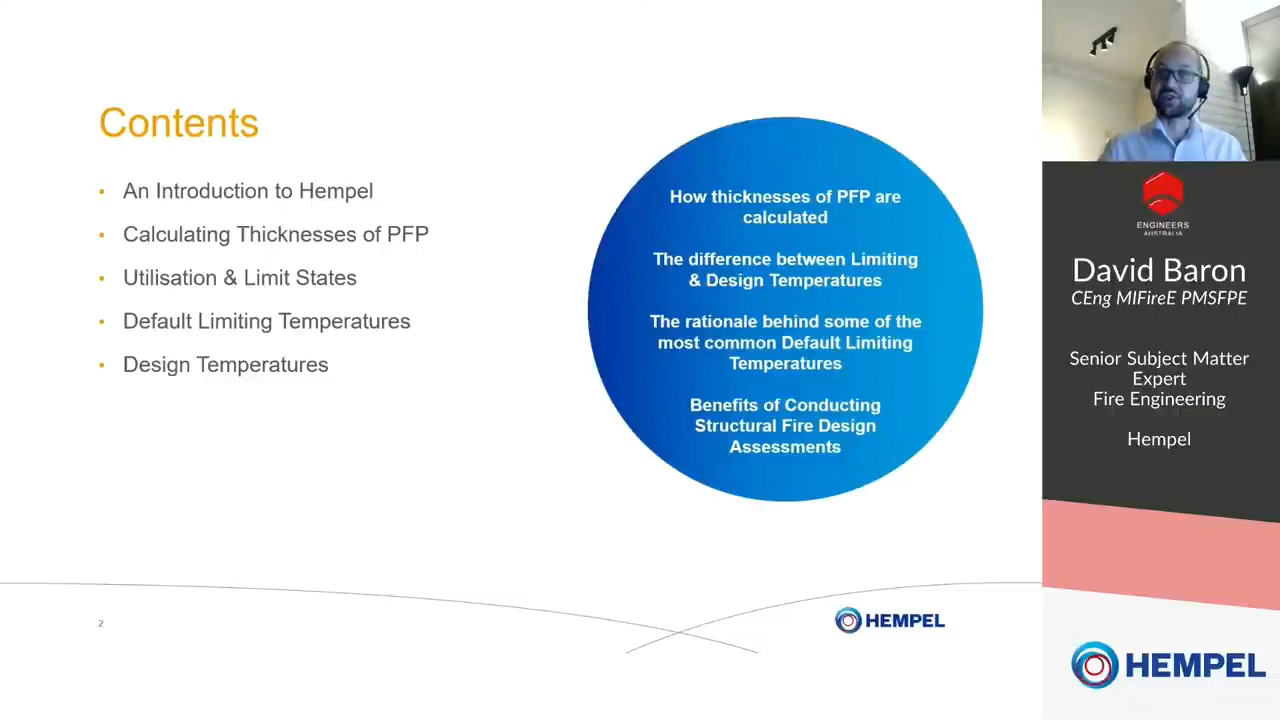 Contents
• An Introduction to Hempel
• Calculating Thicknesses of PFP
• Utilisation & Limit States
• Default Limiting Temperatures
• Design Temperatures
How thicknesses of PFP are
calculated
The difference between Limiting
& Design Temperatures
The rationale behind some of the
most common Default Limiting
Temperatures
Benefits of Conducting
Structural Fire Design
Assessments
2
HEMPEL
ENGINEERS
AUSTRALIA
David Baron
CEng MIFireE PMSFPE
Senior Subject Matter
Expert
Fire Engineering
Hempel
HEMPEL